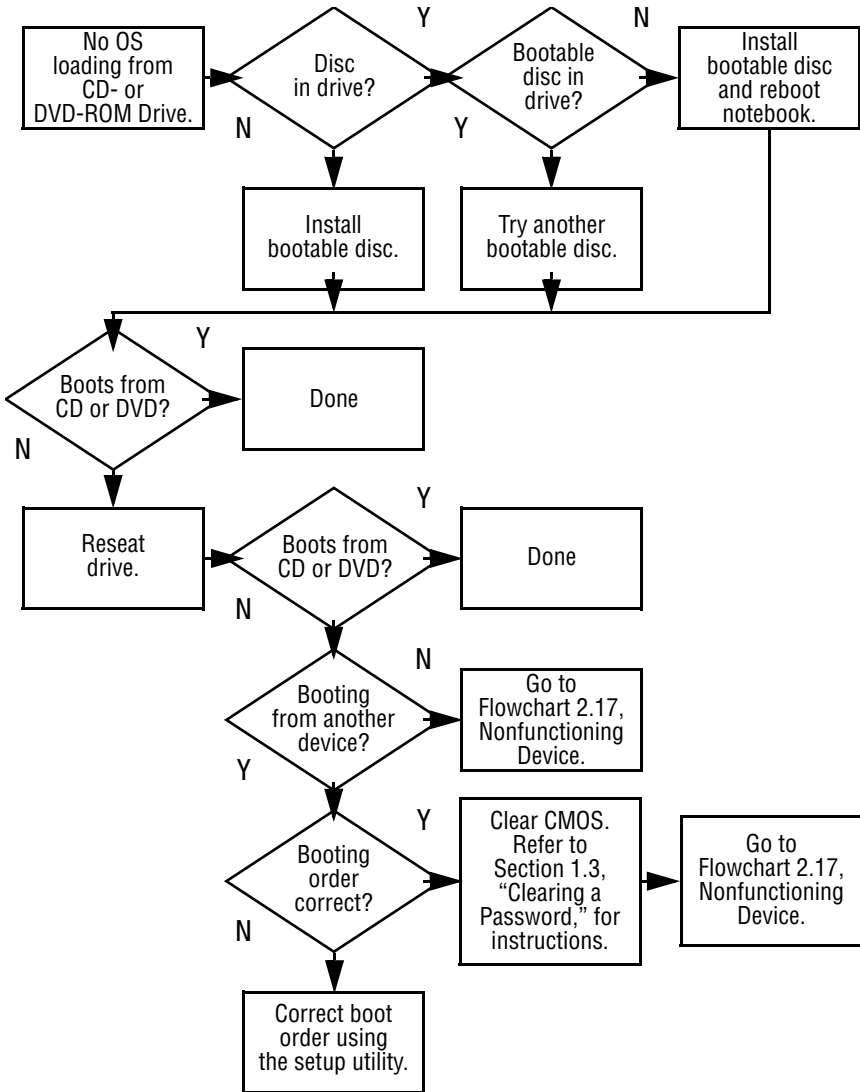 Y
N
No OS
loading from
CD- or
DVD-ROM Drive.
Disc
in drive?
Bootable
disc in
drive?
Install
bootable disc
and reboot
notebook.
N
Y
Install
bootable disc.
Try another
bootable disc.
Y
Boots from
CD or DVD?
Done
N
Y
Reseat
drive.
Boots from
CD or DVD?
Done
N
N
Booting
from another
device?
Go to
Flowchart 2.17,
Nonfunctioning
Device.
Y
Y
Booting
order
correct?
Clear CMOS.
Refer to
Section 1.3,
“Clearing a
Password,” for
instructions.
Go to
Flowchart 2.17,
Nonfunctioning
Device.
N
Correct boot
order using
the setup utility.